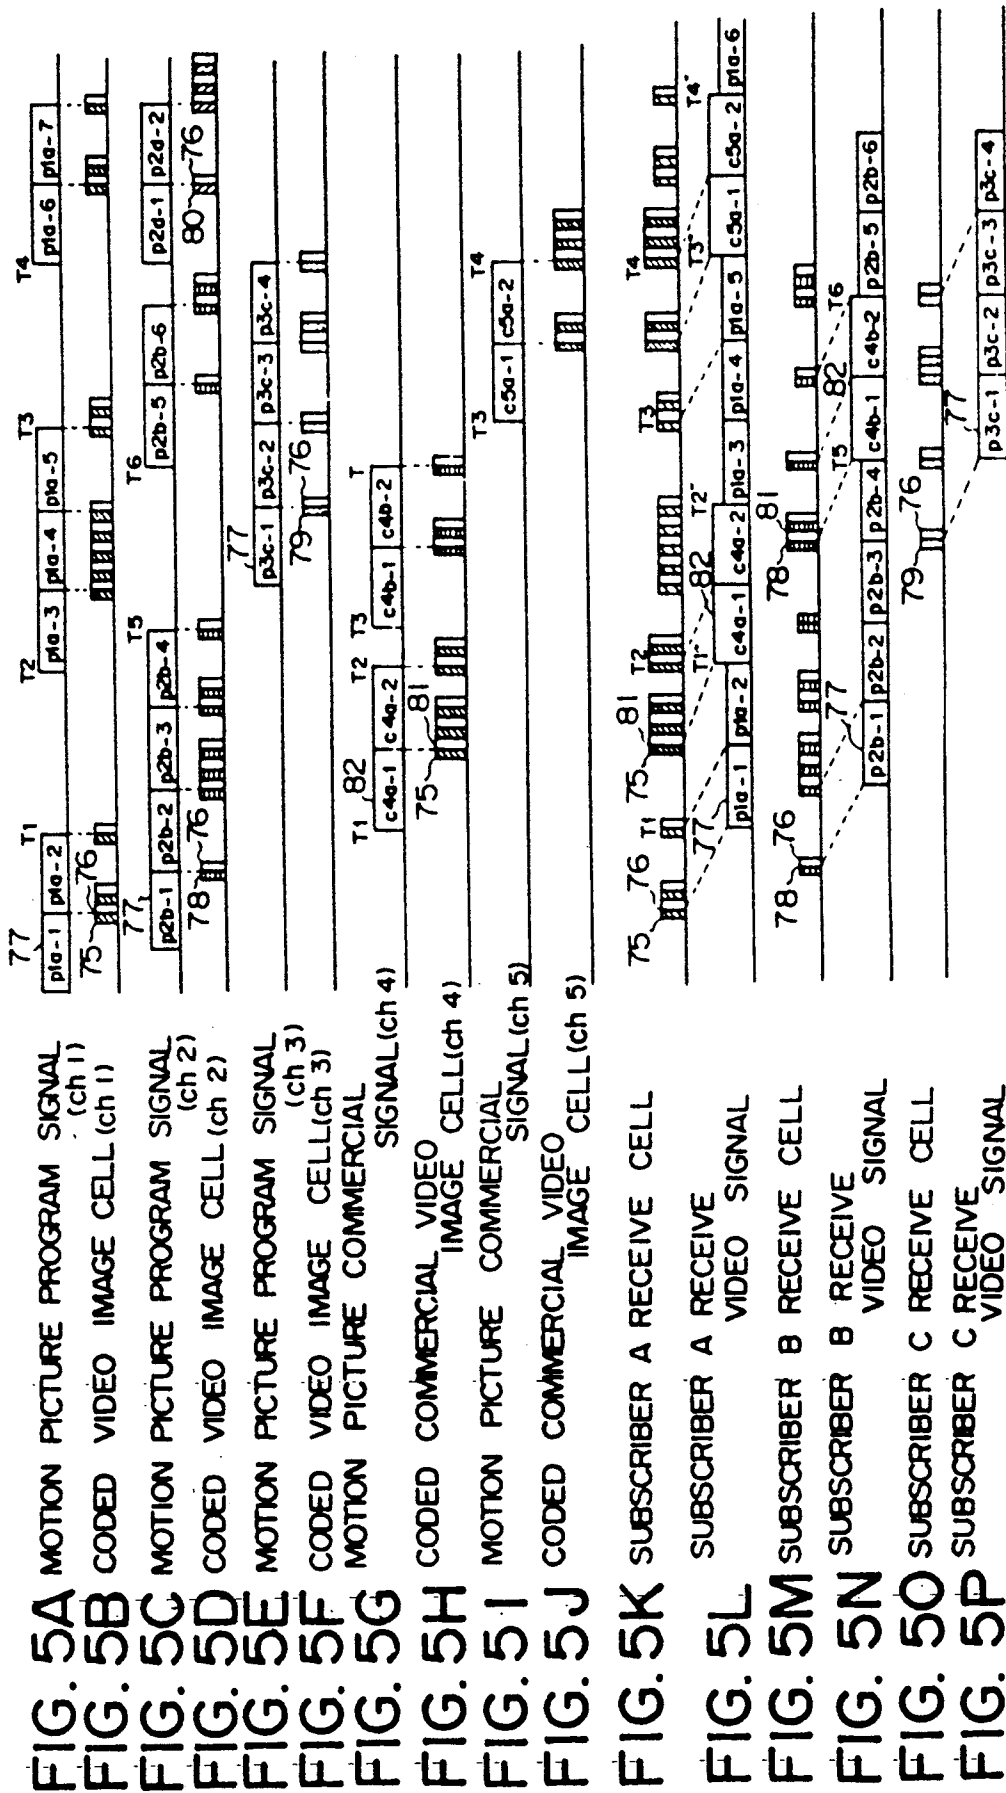 FIG. 5A MOTION PICTURE PROGRAM SIGNAL
(ch 1)
77
p1a-1 p1a-2 T1 T2 p1a-3 p1a-4 p1a-5 T3 T4 p1a-6 p1a-7
FIG. 5B CODED VIDEO IMAGE CELL (ch 1)
75 76
FIG. 5C MOTION PICTURE PROGRAM SIGNAL
(ch 2)
77
p2b-1 p2b-2 p2b-3 p2b-4 T5 T6 p2b-5 p2b-6 p2d-1 p2d-2
FIG. 5D CODED VIDEO IMAGE CELL (ch 2)
78 76 80 76
FIG. 5E MOTION PICTURE PROGRAM SIGNAL
(ch 3)
77
p3c-1 p3c-2 p3c-3 p3c-4
FIG. 5F CODED VIDEO IMAGE CELL (ch 3)
79 76
FIG. 5G MOTION PICTURE COMMERCIAL
SIGNAL (ch 4)
T1 82 T2 T3 T
c4a-1 c4a-2 c4b-1 c4b-2
FIG. 5H CODED COMMERCIAL VIDEO
IMAGE CELL (ch 4)
75 81
FIG. 5I MOTION PICTURE COMMERCIAL
SIGNAL (ch 5)
T3 c5a-1 c5a-2 T4
FIG. 5J CODED COMMERCIAL VIDEO
IMAGE CELL (ch 5)
FIG. 5K SUBSCRIBER A RECEIVE CELL
75 76 T1 75 81 T2 T3 T4
FIG. 5L SUBSCRIBER A RECEIVE
VIDEO SIGNAL
77 T1' 82 T2' T3' T4'
p1a-1 p1a-2 c4a-1 c4a-2 p1a-3 p1a-4 p1a-5 c5a-1 c5a-2 p1a-6
FIG. 5M SUBSCRIBER B RECEIVE CELL
78 76 78 81
FIG. 5N SUBSCRIBER B RECEIVE
VIDEO SIGNAL
77 T5 82 T6
p2b-1 p2b-2 p2b-3 p2b-4 c4b-1 c4b-2 p2b-5 p2b-6
FIG. 5O SUBSCRIBER C RECEIVE CELL
79 76
FIG. 5P SUBSCRIBER C RECEIVE
VIDEO SIGNAL
77
p3c-1 p3c-2 p3c-3 p3c-4